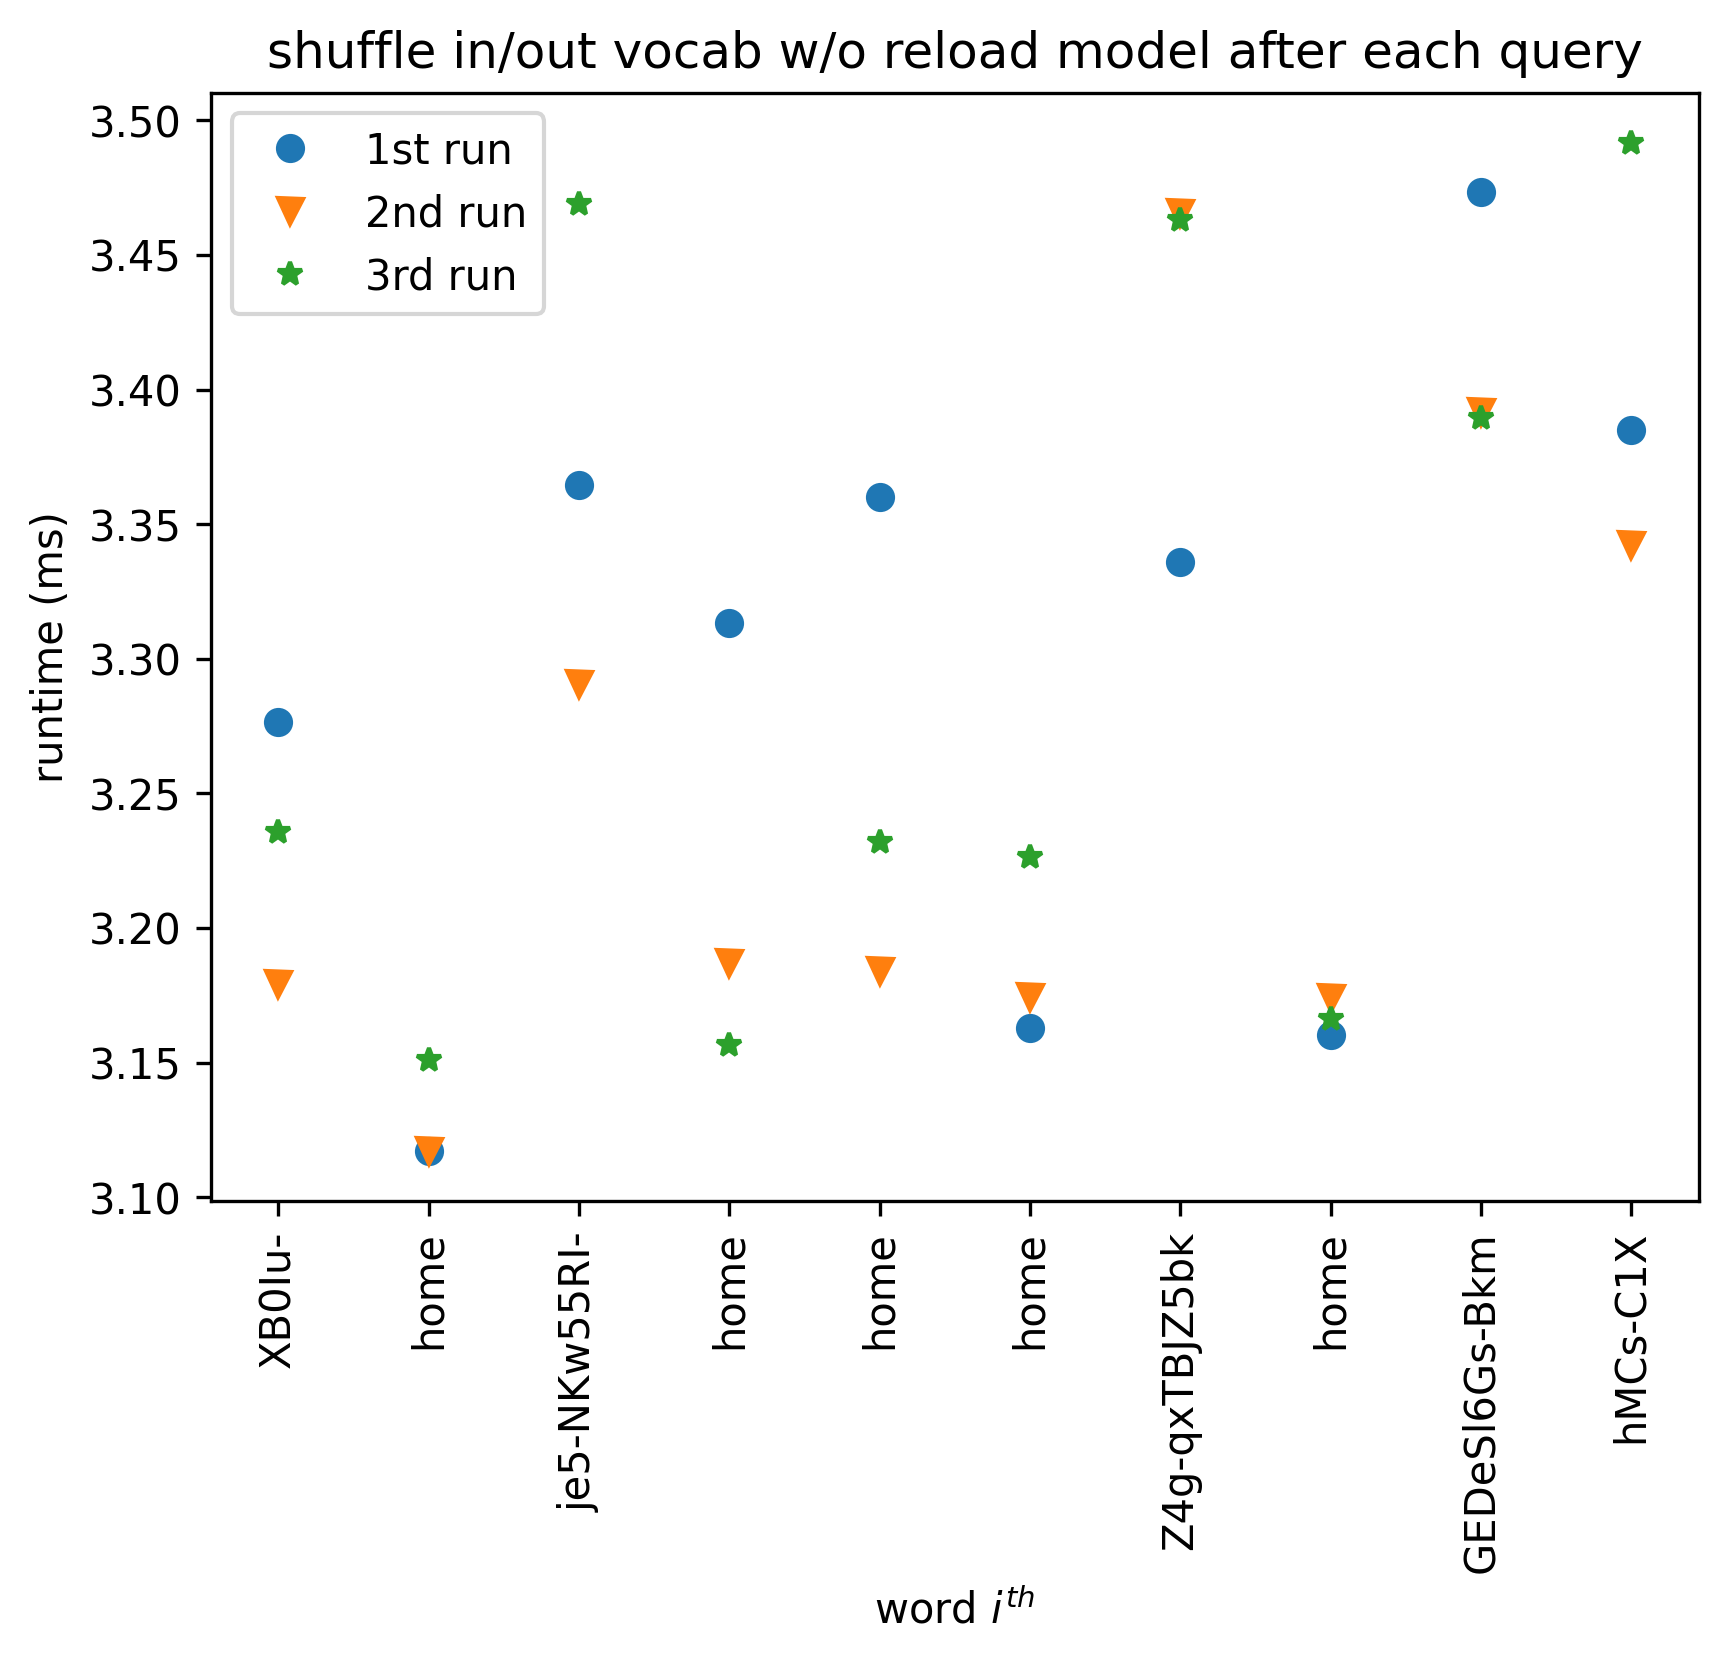 shuffle in/out vocab w/o reload model after each query
3.50
3.45
3.40
3.35
3.30
3.25
3.20
3.15
3.10
runtime (ms)
1st run
2nd run
3rd run
XB0Iu-
home
je5-NKw55RI-
home
home
home
Z4g-qxTBJZ5bk
home
GEDeSl6Gs-Bkm
hMCs-C1X
word i^th